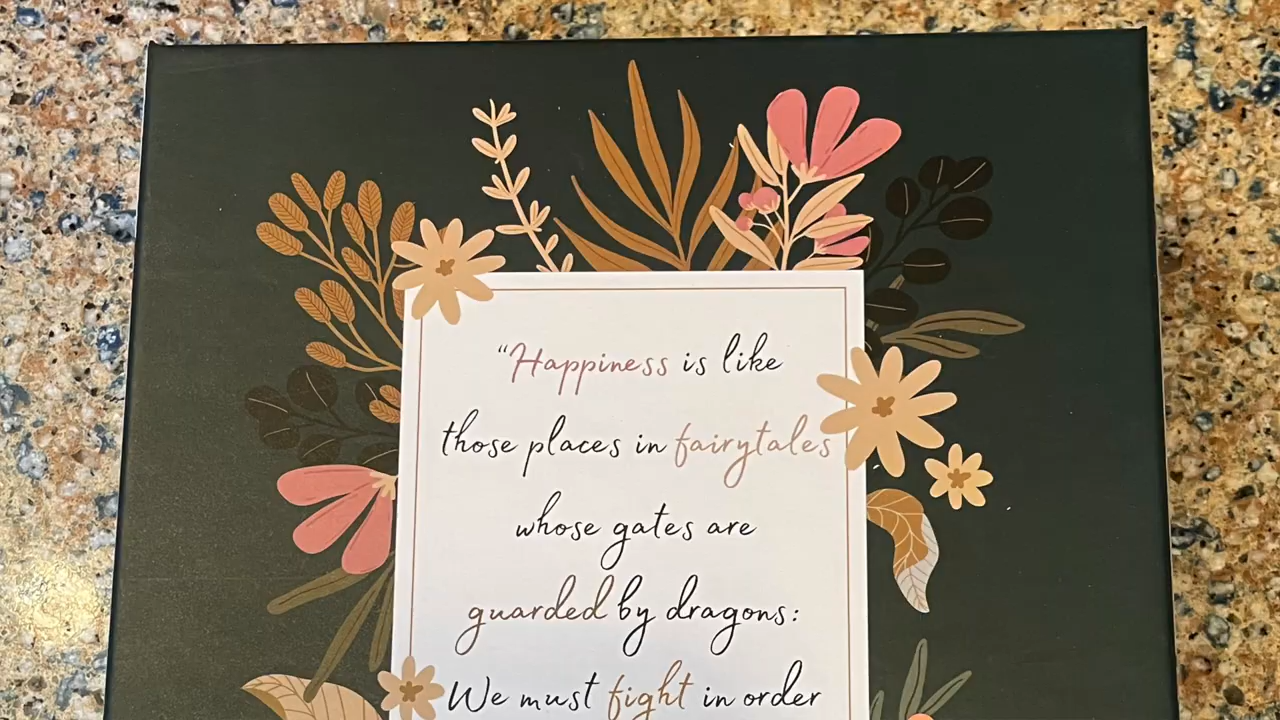 “Happiness is like
those places in fairytales
whose gates are
guarded by dragons:
We must fight in order